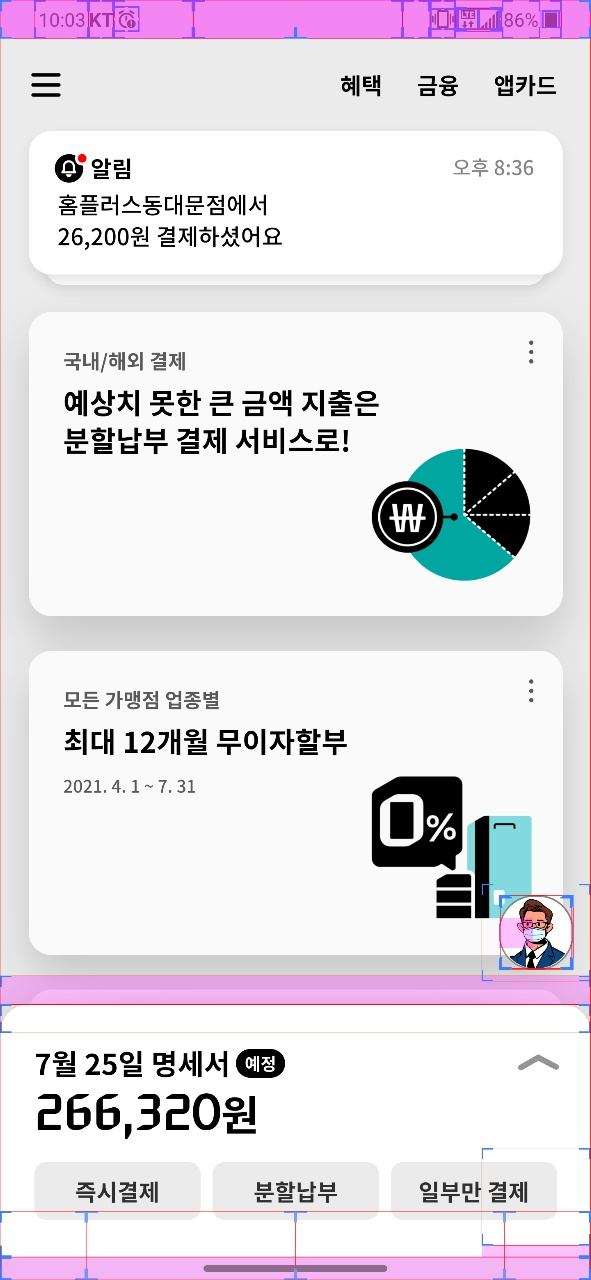 10:03 KT LTE 86%
혜택 금융 앱카드
알림 오후 8:36
홈플러스동대문점에서
26,200원 결제하셨어요
국내/해외 결제
예상치 못한 큰 금액 지출은
분할납부 결제 서비스로!
₩
모든 가맹점 업종별
최대 12개월 무이자할부
2021. 4. 1 ~ 7. 31
0%
7월 25일 명세서 예정
266,320원
즉시결제 분할납부 일부만 결제